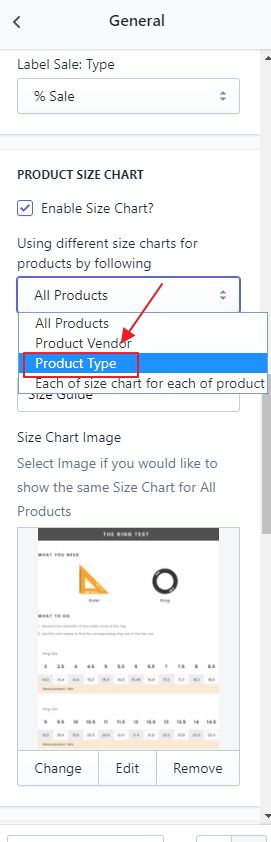 General
Label Sale: Type
% Sale
PRODUCT SIZE CHART
Enable Size Chart?
Using different size charts for
products by following
All Products
All Products
Product Vendor
Product Type
Each of size chart for each of product
Size Guide
Size Chart Image
Select Image if you would like to
show the same Size Chart for All
Products
THE RING TEST
WHAT YOU NEED
Ruler
Ring
WHAT TO DO
Ring Size
3 3.5 4 4.5 5 5.5 6 6.5 7 7.5 8 8.5
Ring Size
9 9.5 10 10.5 11 11.5 12 12.5 13 13.5 14 14.5
Change Edit Remove